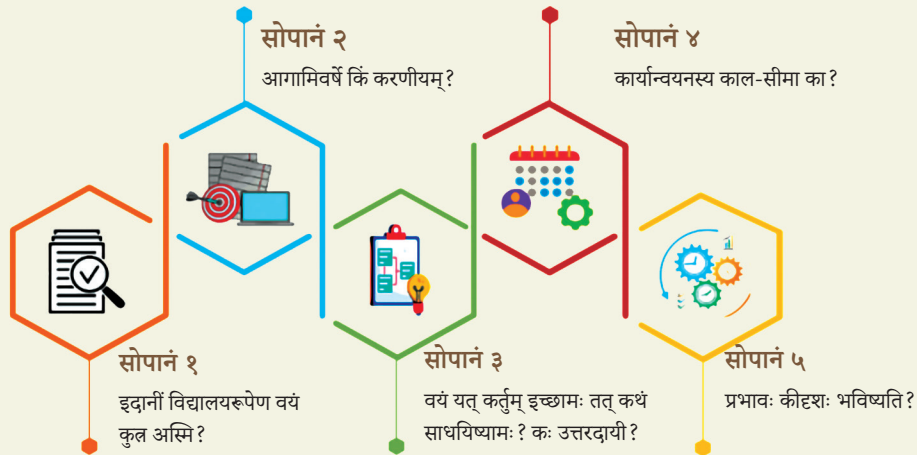 सोपानं १
इदानीं विद्यालयरूपेण वयं
कुत्र अस्मि?
सोपानं २
आगामिवर्षे किं करणीयम्?
सोपानं ३
वयं यत् कर्तुम् इच्छामः तत् कथं
साधयिष्यामः? कः उत्तरदायी?
सोपानं ४
कार्यान्वयनस्य काल-सीमा का?
सोपानं ५
प्रभावः कीदृशः भविष्यति?